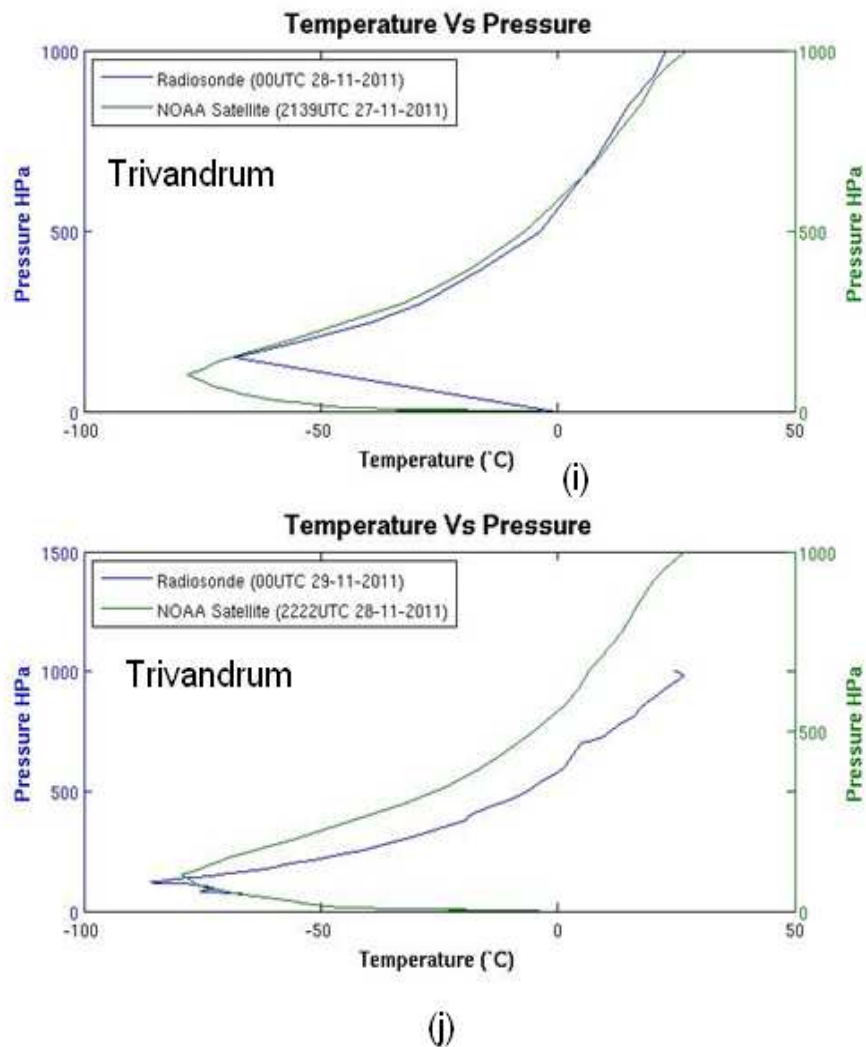 Temperature Vs Pressure
1000
1000
Radiosonde (00UTC 28-11-2011)
NOAA Satellite (2139UTC 27-11-2011)
Trivandrum
Pressure HPa
500
500
Pressure HPa
0
0
-100
-50
0
50
Temperature (°C)
(i)
Temperature Vs Pressure
1500
1000
Radiosonde (00UTC 29-11-2011)
NOAA Satellite (2222UTC 28-11-2011)
Trivandrum
1000
Pressure HPa
500
500
Pressure HPa
0
0
-100
-50
0
50
Temperature (°C)
(j)